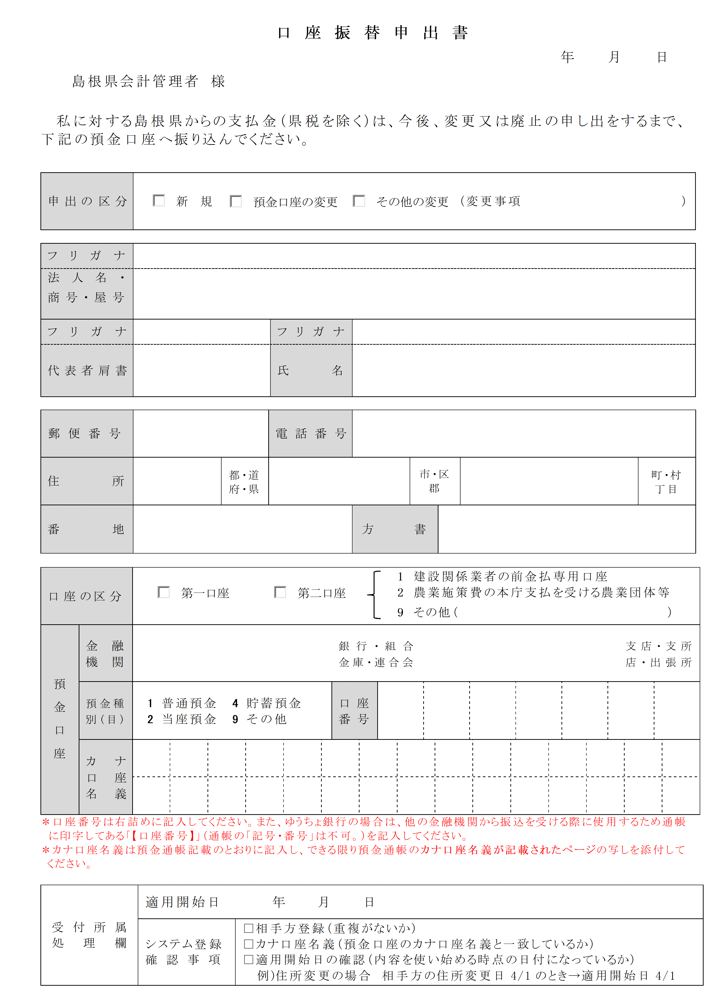 口座振替申出書
年　月　日
島根県会計管理者　様
私に対する島根県からの支払金（県税を除く）は、今後、変更又は廃止の申し出をするまで、
下記の預金口座へ振り込んでください。
申出の区分　□　新　規　□　預金口座の変更　□　その他の変更　（変更事項　　　　）
フリガナ
法人名・
商号・屋号
フリガナ　フリガナ
代表者肩書　氏　名
郵便番号　電話番号
住　所　都・道　市・区　町・村
府・県　郡　丁目
番　地　方　書
口座の区分　□　第一口座　□　第二口座
1　建設関係業者の前金払専用口座
2　農業施策費の本庁支払を受ける農業団体等
9　その他（　　　　）
預金口座
金融　銀行・組合　支店・支所
機関　金庫・連合会　店・出張所
預金種　1　普通預金　4　貯蓄預金　口座
別（目）　2　当座預金　9　その他　番号
カナ
口座
名義
＊口座番号は右詰めに記入してください。また、ゆうちょ銀行の場合は、他の金融機関から振込を受ける際に使用するため通帳
に印字してある「【口座番号】」（通帳の「記号・番号」は不可。）を記入してください。
＊カナ口座名義は預金通帳記載のとおりに記入し、できる限り預金通帳のカナ口座名義が記載されたページの写しを添付して
ください。
受付所属
処理欄
適用開始日　年　月　日
システム登録
確認事項
□相手方登録（重複がないか）
□カナ口座名義（預金口座のカナ口座名義と一致しているか）
□適用開始日の確認（内容を使い始める時点の日付になっているか）
例）住所変更の場合　相手方の住所変更日 4/1 のとき→適用開始日 4/1